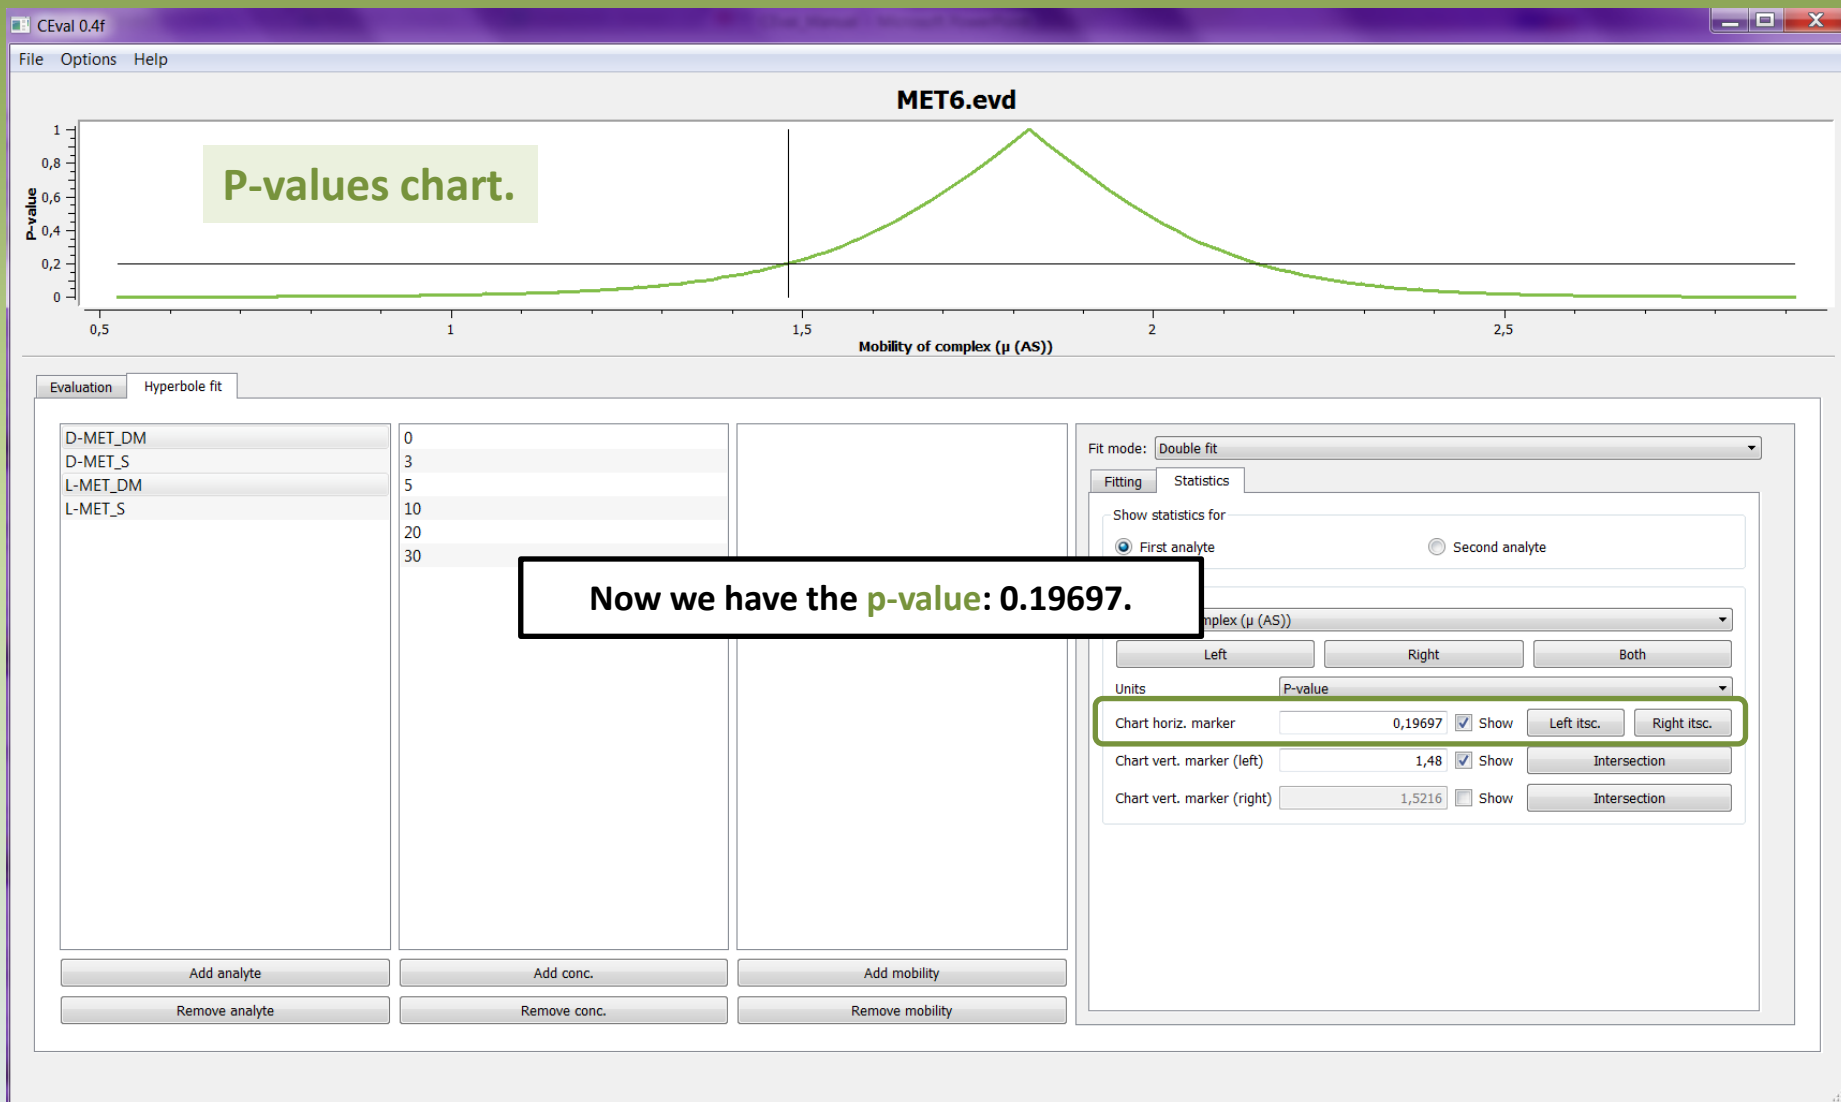 CEval 0.4f
File Options Help
MET6.evd
P-values chart.
P-value
1
0,8
0,6
0,4
0,2
0
0,5 1 1,5 2 2,5
Mobility of complex (μ (AS))
Evaluation Hyperbole fit
D-MET_DM
D-MET_S
L-MET_DM
L-MET_S
0
3
5
10
20
30
Fit mode: Double fit
Fitting Statistics
Show statistics for
First analyte Second analyte
Now we have the p-value: 0.19697.
mplex (μ (AS))
Left Right Both
Units P-value
Chart horiz. marker 0,19697 Show Left itsc. Right itsc.
Chart vert. marker (left) 1,48 Show Intersection
Chart vert. marker (right) 1,5216 Show Intersection
Add analyte Add conc. Add mobility
Remove analyte Remove conc. Remove mobility